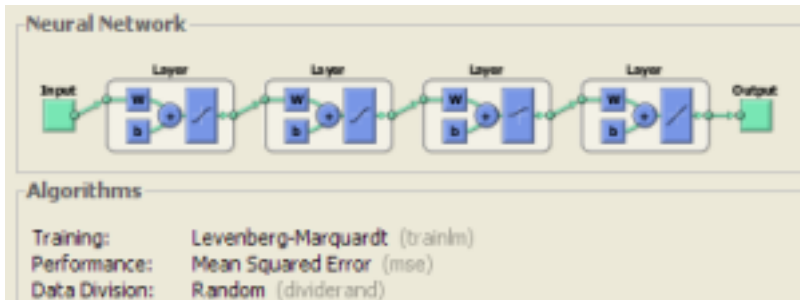 Neural Network
Layer Layer Layer Layer
Input Output
W W W W
+ + + +
b b b b
Algorithms
Training: Levenberg-Marquardt (trainlm)
Performance: Mean Squared Error (mse)
Data Division: Random (dividerand)